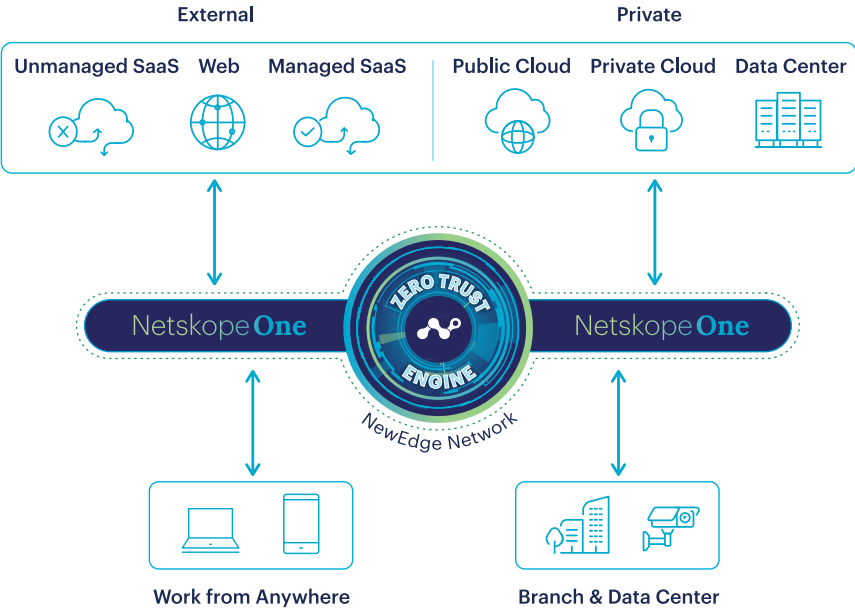 External
Private
Unmanaged SaaS
Web
Managed SaaS
Public Cloud
Private Cloud
Data Center
ZERO TRUST
Netskope One
Netskope One
ENGINE
NewEdge Network
Work from Anywhere
Branch & Data Center